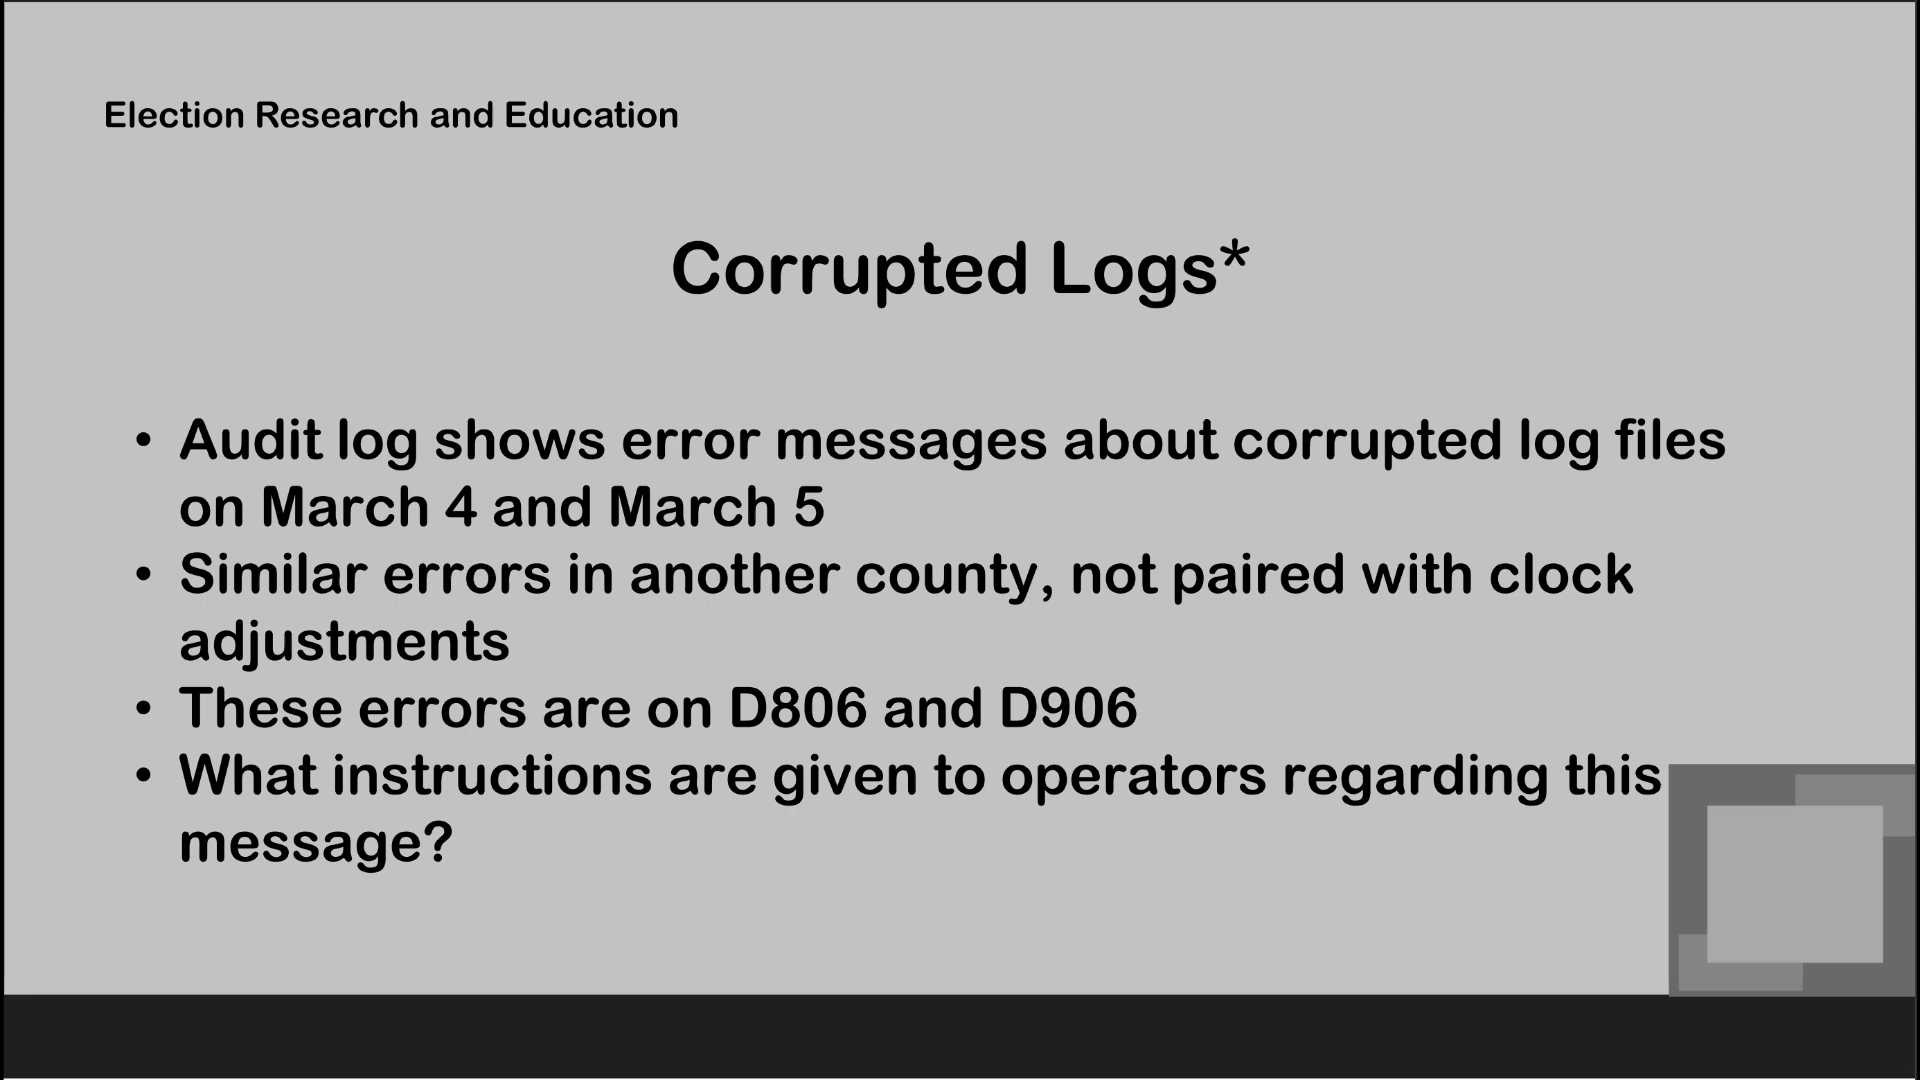 Election Research and Education
Corrupted Logs*
• Audit log shows error messages about corrupted log files
on March 4 and March 5
• Similar errors in another county, not paired with clock
adjustments
• These errors are on D806 and D906
• What instructions are given to operators regarding this
message?